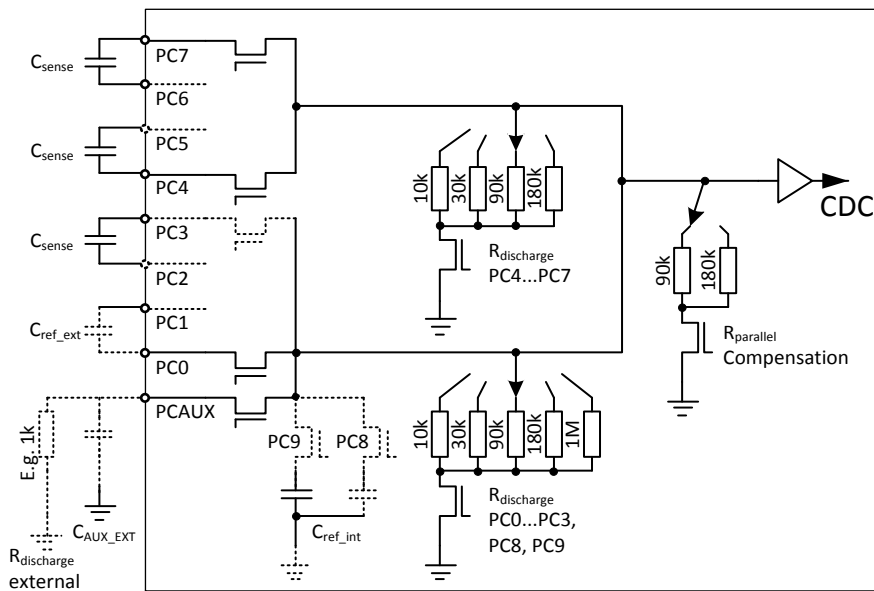 C_sense
PC7
PC6
C_sense
PC5
PC4
C_sense
PC3
PC2
C_ref_ext
PC1
PC0
PCAUX
E.g. 1k
C_AUX_EXT
R_discharge
external
PC9
PC8
C_ref_int
10k
30k
90k
180k
R_discharge
PC4...PC7
10k
30k
90k
180k
1M
R_discharge
PC0...PC3,
PC8, PC9
90k
180k
R_parallel
Compensation
CDC